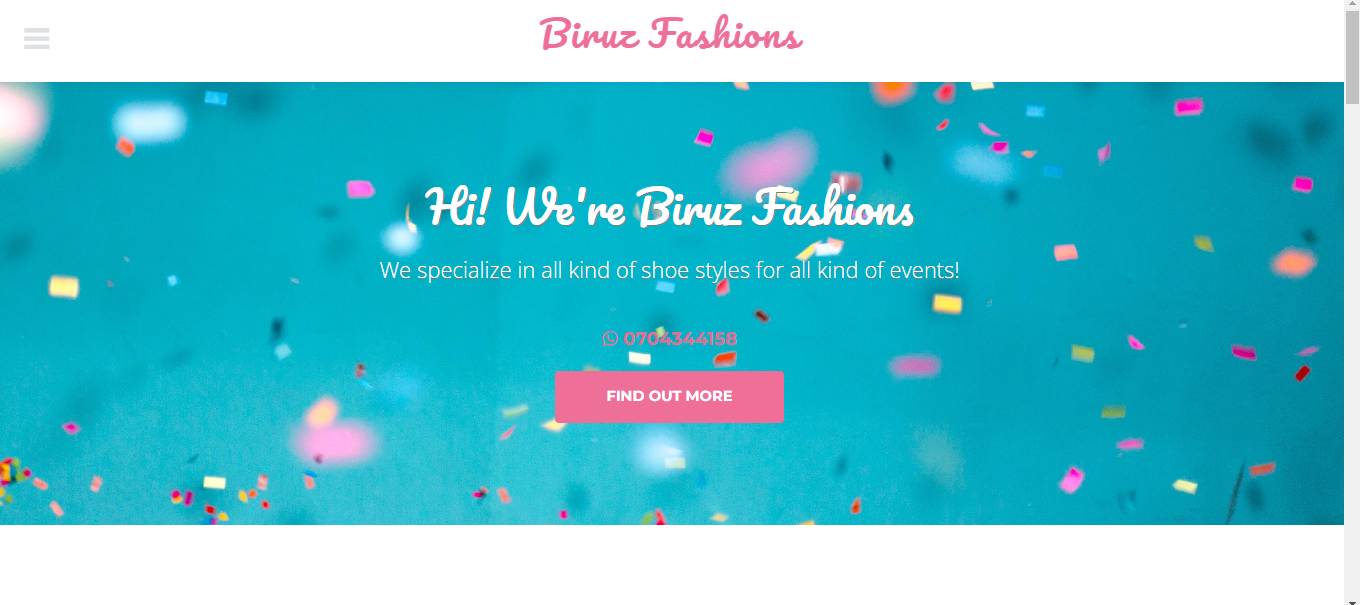 Biruz Fashions
Hi! We're Biruz Fashions
We specialize in all kind of shoe styles for all kind of events!
0704344158
FIND OUT MORE